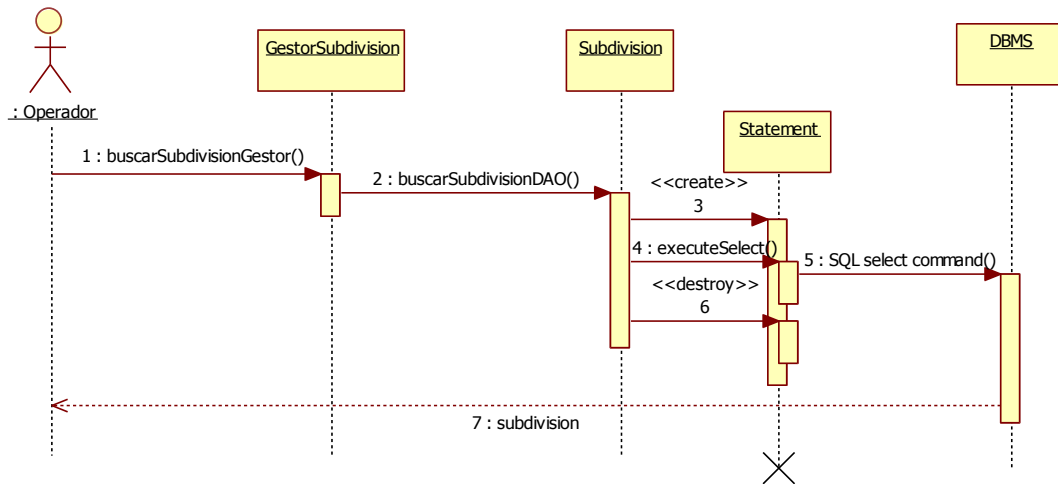 : Operador
GestorSubdivision
Subdivision
Statement
DBMS
1 : buscarSubdivisionGestor()
2 : buscarSubdivisionDAO()
<<create>>
3
4 : executeSelect()
5 : SQL select command()
<<destroy>>
6
7 : subdivision